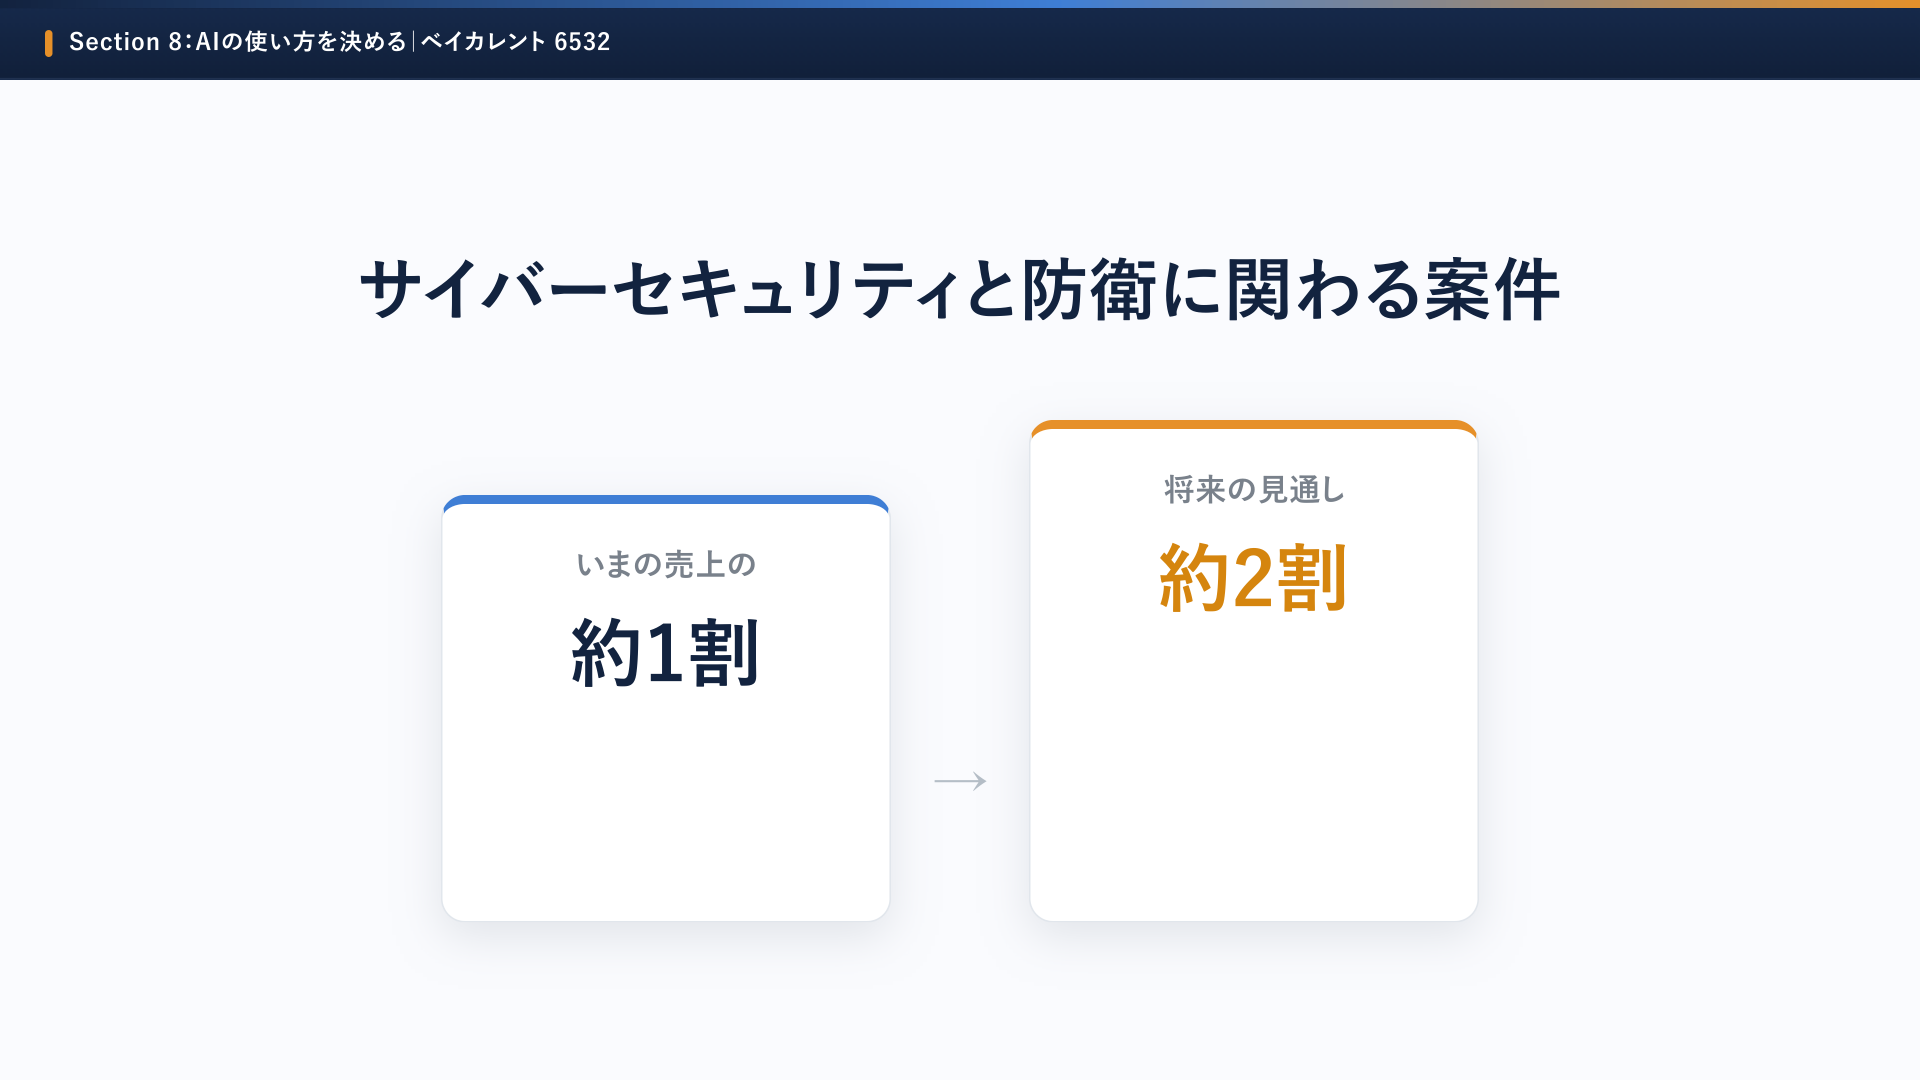 Section 8：AIの使い方を決める｜ベイカレント 6532
サイバーセキュリティと防衛に関わる案件
いまの売上の
約1割
→
将来の見通し
約2割